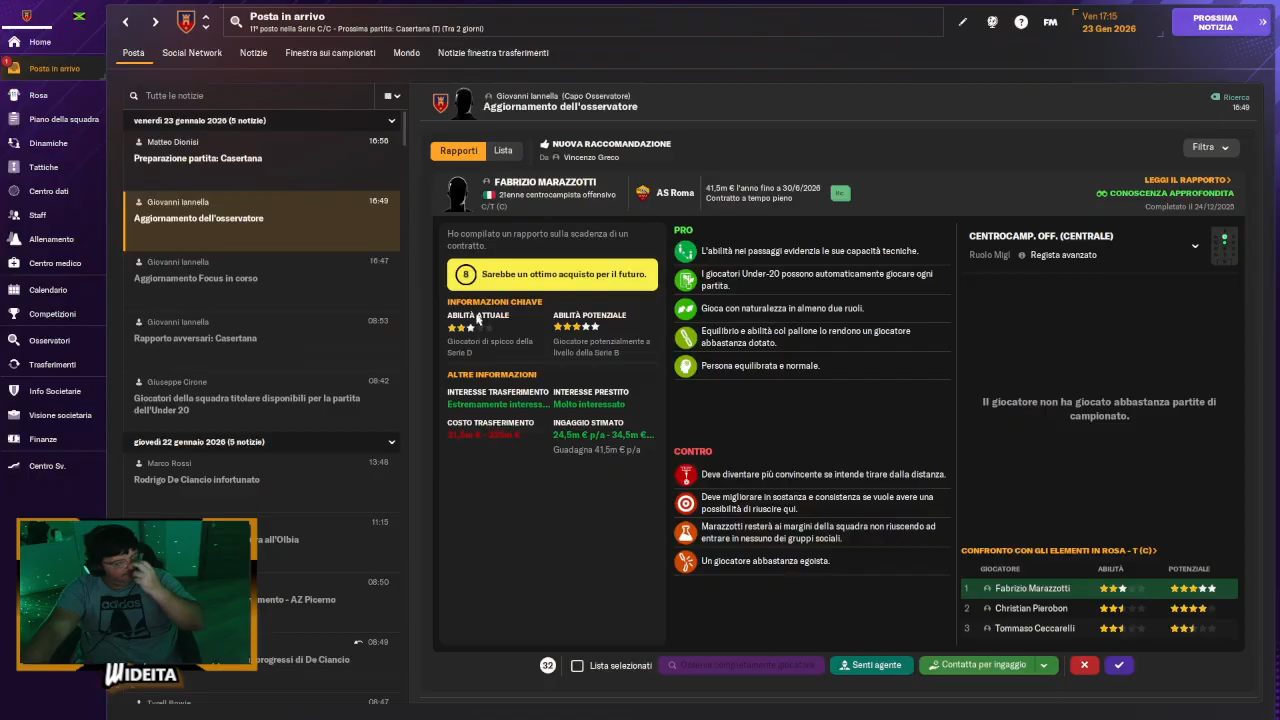 Posta in arrivo
11° posto nella Serie C/C - Prossima partita: Casertana (T) (Tra 2 giorni)
FM
Ven 17:15
23 Gen 2026
PROSSIMA
NOTIZIA
Posta
Social Network
Notizie
Finestra sui campionati
Mondo
Notizie finestra trasferimenti
Home
1
Posta in arrivo
Rosa
Piano della squadra
Dinamiche
Tattiche
Centro dati
Staff
Allenamento
Centro medico
Calendario
Competizioni
Osservatori
Trasferimenti
Info Societarie
Visione societaria
Finanze
Centro Sv.
Tutte le notizie
venerdì 23 gennaio 2026 (5 notizie)
Matteo Dionisi
16:56
Preparazione partita: Casertana
Giovanni Iannella
16:49
Aggiornamento dell'osservatore
Giovanni Iannella
16:47
Aggiornamento Focus in corso
Giovanni Iannella
08:53
Rapporto avversari: Casertana
Giuseppe Cirone
08:42
Giocatori della squadra titolare disponibili per la partita
dell'Under 20
giovedì 22 gennaio 2026 (5 notizie)
Marco Rossi
13:48
Rodrigo De Ciancio infortunato
11:15
all'Olbia
08:50
- AZ Picerno
08:49
progressi di De Ciancio
08:47
adidas
WIDEITA
Giovanni Iannella (Capo Osservatore)
Aggiornamento dell'osservatore
Ricerca
16:49
Rapporti
Lista
NUOVA RACCOMANDAZIONE
Da Vincenzo Greco
Filtra
FABRIZIO MARAZZOTTI
21enne centrocampista offensivo
C/T (C)
AS Roma
41,5m € l'anno fino a 30/6/2026
Contratto a tempo pieno
LEGGI IL RAPPORTO
CONOSCENZA APPROFONDITA
Completato il 24/12/2025
Ho compilato un rapporto sulla scadenza di un
contratto.
8
Sarebbe un ottimo acquisto per il futuro.
INFORMAZIONI CHIAVE
ABILITÀ ATTUALE
ABILITÀ POTENZIALE
Giocatori di spicco della
Serie D
Giocatore potenzialmente a
livello della Serie B
ALTRE INFORMAZIONI
INTERESSE TRASFERIMENTO
INTERESSE PRESTITO
Estremamente interess...
Molto interessato
COSTO TRASFERIMENTO
INGAGGIO STIMATO
24,5m € p/a - 34,5m €...
Guadagna 41,5m € p/a
PRO
L'abilità nei passaggi evidenzia le sue capacità tecniche.
I giocatori Under-20 possono automaticamente giocare ogni
partita.
Gioca con naturalezza in almeno due ruoli.
Equilibrio e abilità col pallone lo rendono un giocatore
abbastanza dotato.
Persona equilibrata e normale.
CONTRO
Deve diventare più convincente se intende tirare dalla distanza.
Deve migliorare in sostanza e consistenza se vuole avere una
possibilità di riuscire qui.
Marazzotti resterà ai margini della squadra non riuscendo ad
entrare in nessuno dei gruppi sociali.
Un giocatore abbastanza egoista.
CENTROCAMP. OFF. (CENTRALE)
Ruolo Migl
Regista avanzato
Il giocatore non ha giocato abbastanza partite di
campionato.
CONFRONTO CON GLI ELEMENTI IN ROSA - T (C)
GIOCATORE
ABILITÀ
POTENZIALE
1
Fabrizio Marazzotti
2
Christian Pierobon
3
Tommaso Ceccarelli
32
Lista selezionati
Senti agente
Contatta per ingaggio